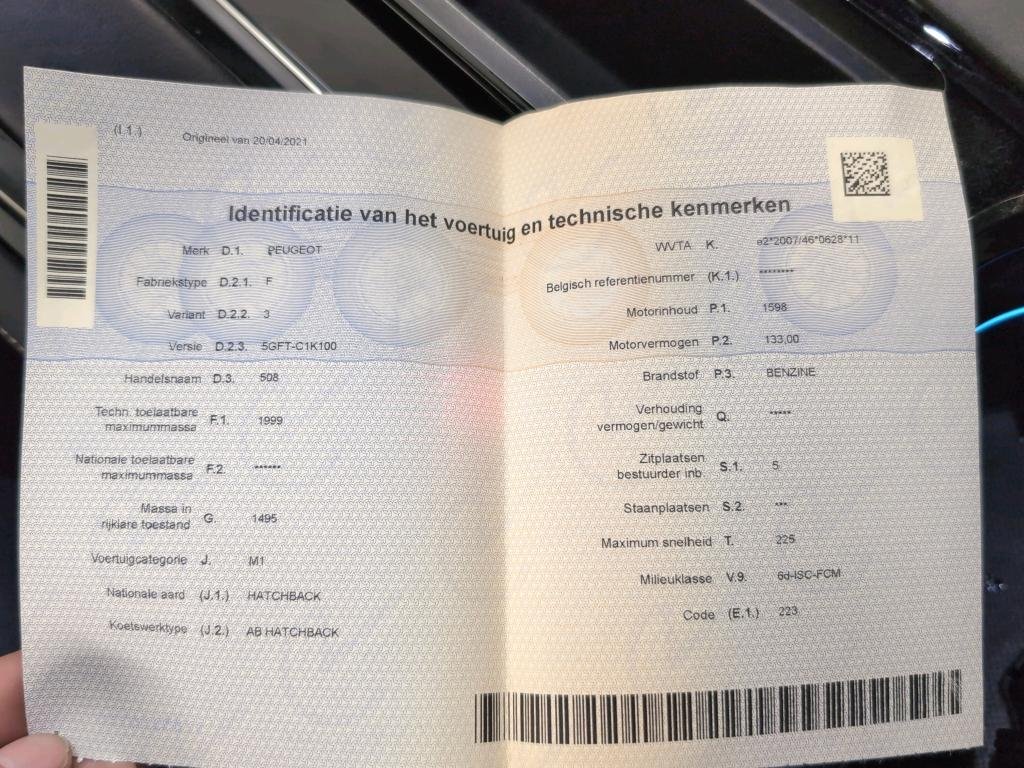 (I.1.) Origineel van 20/04/2021
Identificatie van het voertuig en technische kenmerken
Merk D.1. PEUGEOT
Fabriekstype D.2.1. F
Variant D.2.2. 3
Versie D.2.3. 5GFT-C1K100
Handelsnaam D.3. 508
Techn. toelaatbare
maximummassa F.1. 1999
Nationale toelaatbare
maximummassa F.2. ******
Massa in
rijklare toestand G. 1495
Voertuigcategorie J. M1
Nationale aard (J.1.) HATCHBACK
Koetswerktype (J.2.) AB HATCHBACK
WVTA K. e2*2007/46*0628*11
Belgisch referentienummer (K.1.) ********
Motorinhoud P.1. 1598
Motorvermogen P.2. 133,00
Brandstof P.3. BENZINE
Verhouding
vermogen/gewicht Q. *****
Zitplaatsen
bestuurder inb. S.1. 5
Staanplaatsen S.2. ***
Maximum snelheid T. 225
Milieuklasse V.9. 6d-ISC-FCM
Code (E.1.) 223